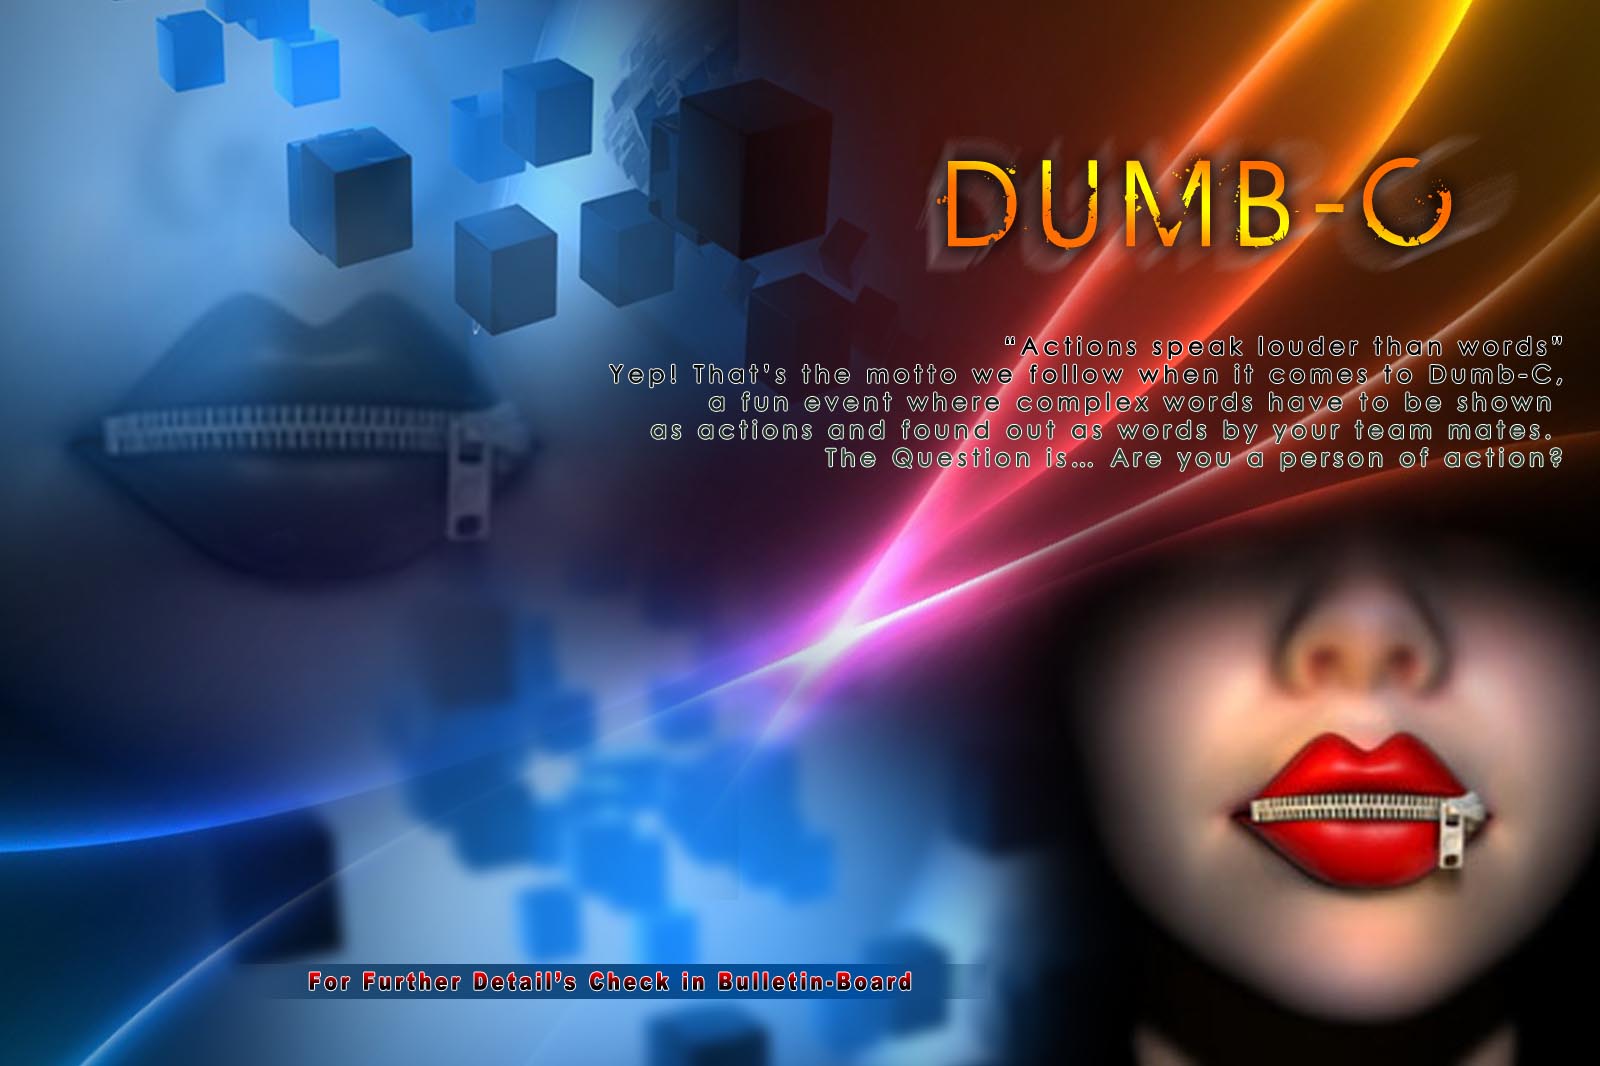 DUMB-C
“Actions speak louder than words”
Yep! That's the motto we follow when it comes to Dumb-C,
a fun event where complex words have to be shown
as actions and found out as words by your team mates.
The Question is... Are you a person of action?
For Further Detail's Check in Bulletin-Board